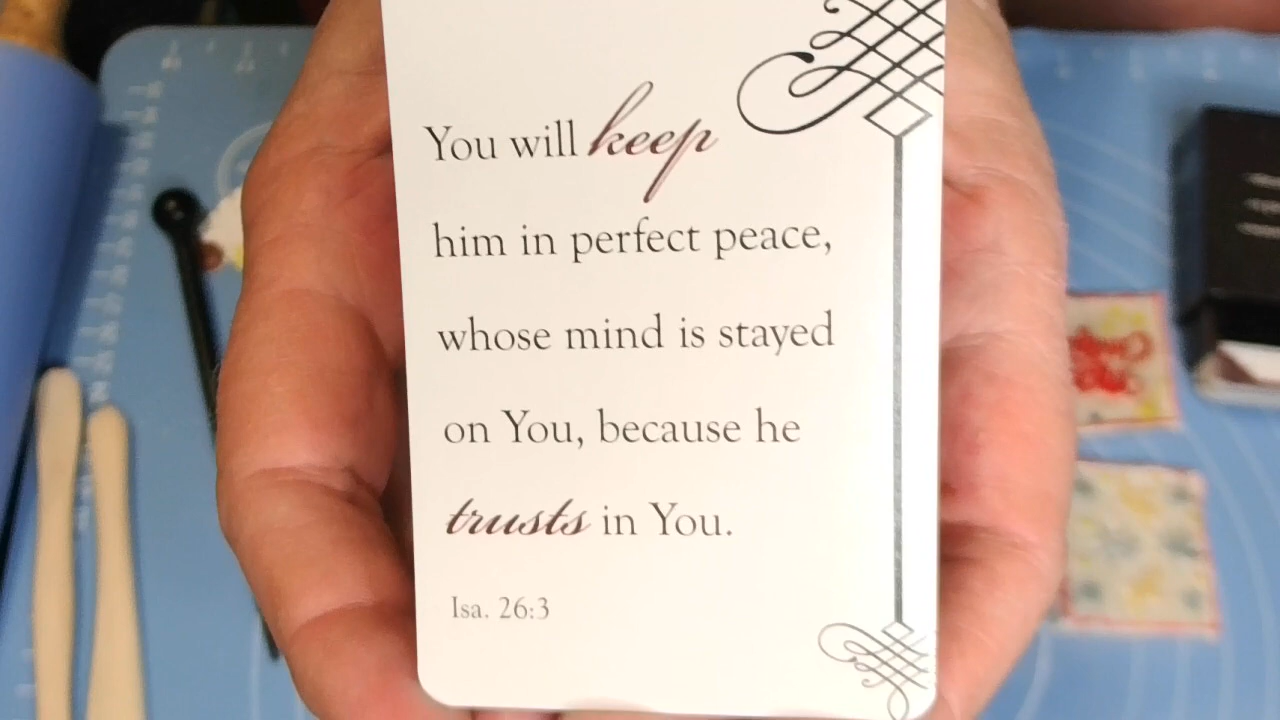 You will keep
him in perfect peace,
whose mind is stayed
on You, because he
trusts in You.
Isa. 26:3